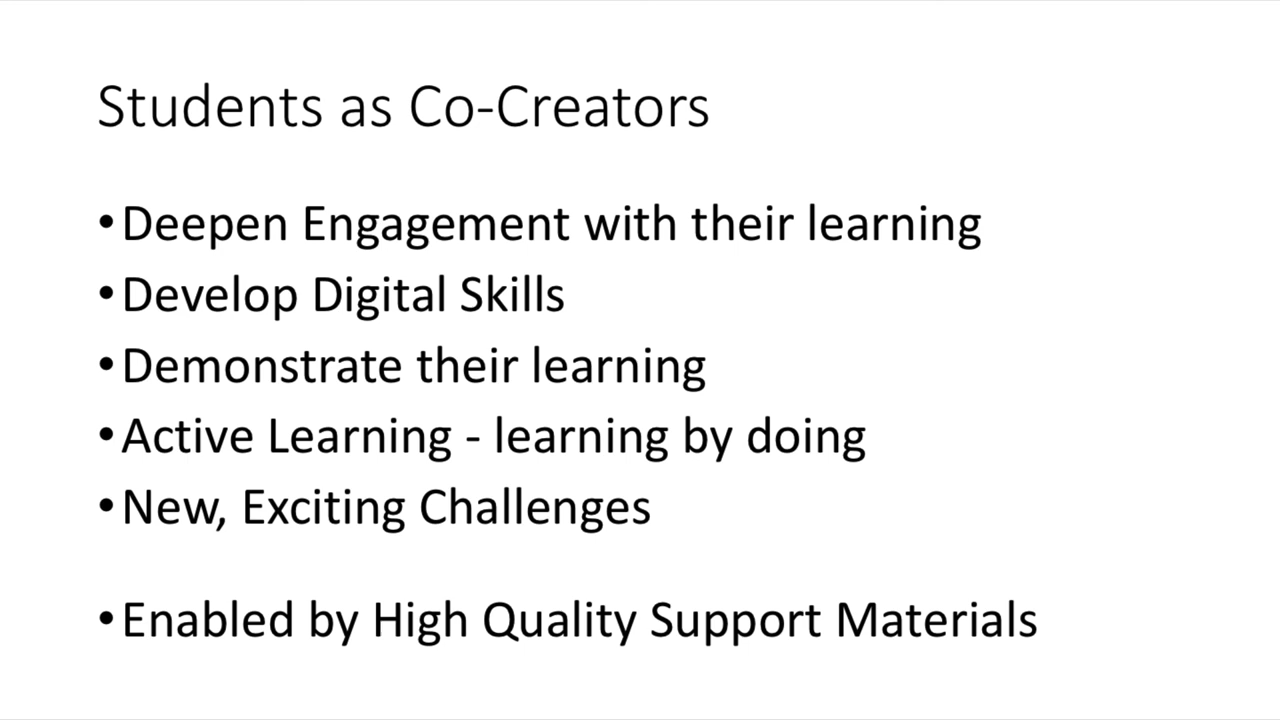 Students as Co-Creators
•Deepen Engagement with their learning
•Develop Digital Skills
•Demonstrate their learning
•Active Learning - learning by doing
•New, Exciting Challenges
•Enabled by High Quality Support Materials